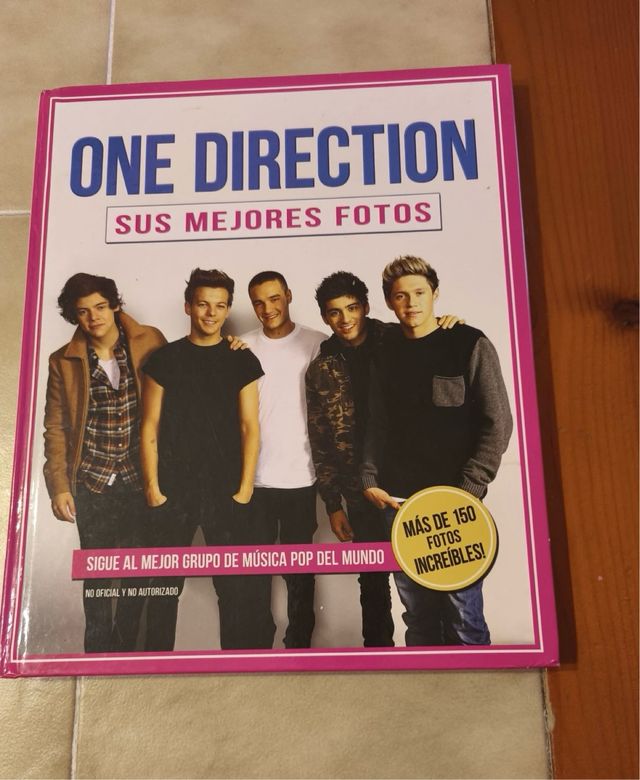 ONE DIRECTION
SUS MEJORES FOTOS
MÁS DE 150
FOTOS
INCREÍBLES!
SIGUE AL MEJOR GRUPO DE MÚSICA POP DEL MUNDO
NO OFICIAL Y NO AUTORIZADO